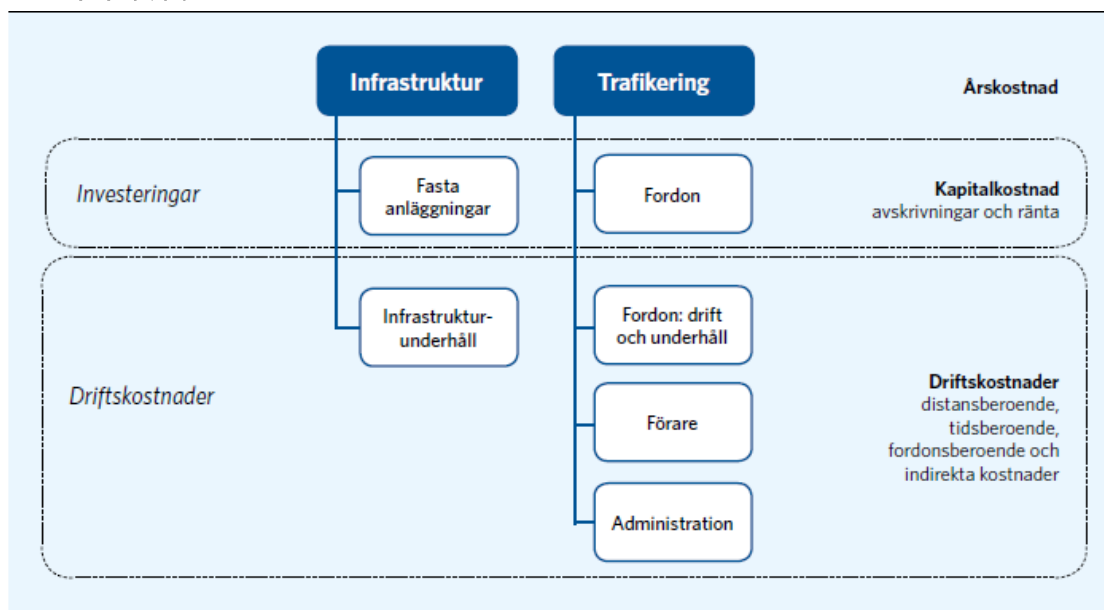 Infrastruktur
Trafikering
Årskostnad
Investeringar
Fasta
anläggningar
Fordon
Kapitalkostnad
avskrivningar och ränta
Driftskostnader
Infrastruktur-
underhåll
Fordon: drift
och underhåll
Förare
Administration
Driftskostnader
distansberoende,
tidsberoende,
fordonsberoende och
indirekta kostnader